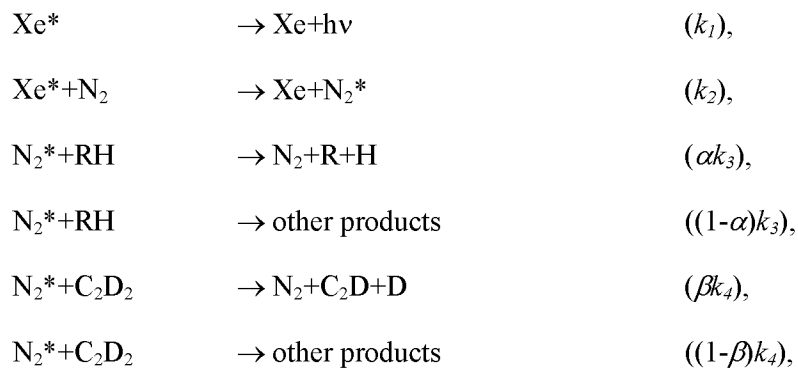 Xe* → Xe+hν (k₁),
Xe*+N₂ → Xe+N₂* (k₂),
N₂*+RH → N₂+R+H (αk₃),
N₂*+RH → other products ((1-α)k₃),
N₂*+C₂D₂ → N₂+C₂D+D (βk₄),
N₂*+C₂D₂ → other products ((1-β)k₄),